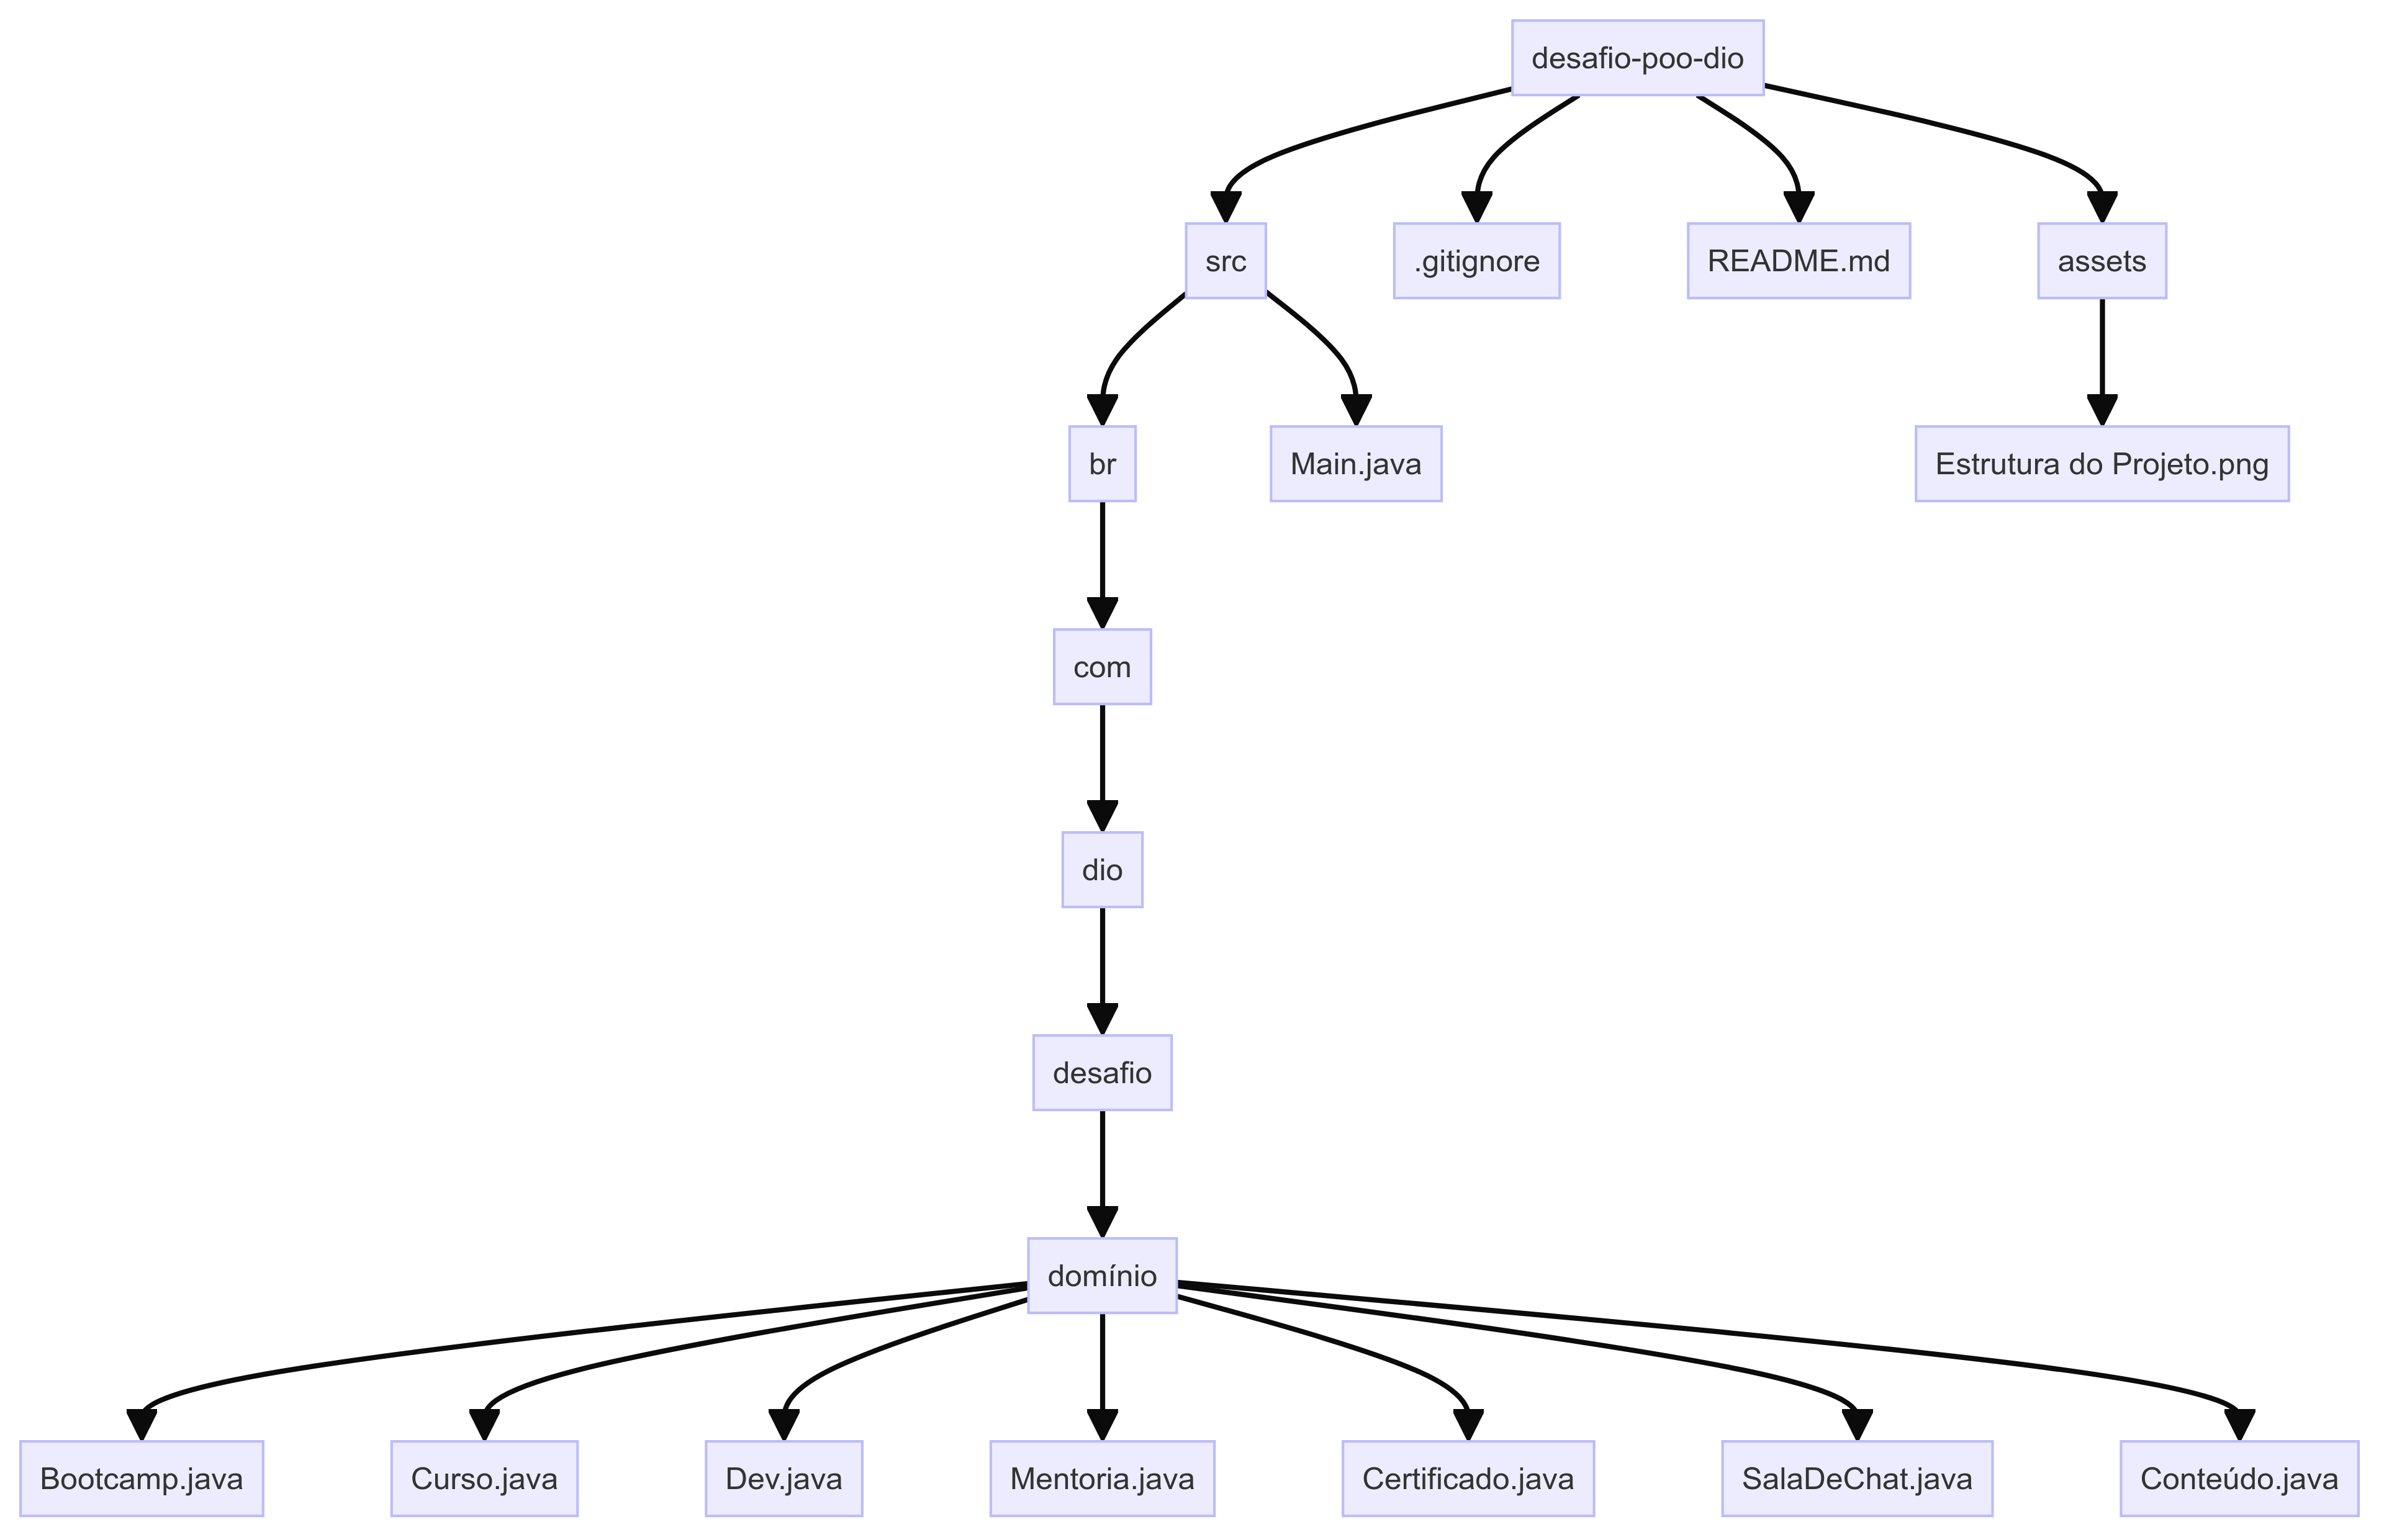 desafio-poo-dio
src
.gitignore
README.md
assets
br
Main.java
Estrutura do Projeto.png
com
dio
desafio
domínio
Bootcamp.java
Curso.java
Dev.java
Mentoria.java
Certificado.java
SalaDeChat.java
Conteúdo.java